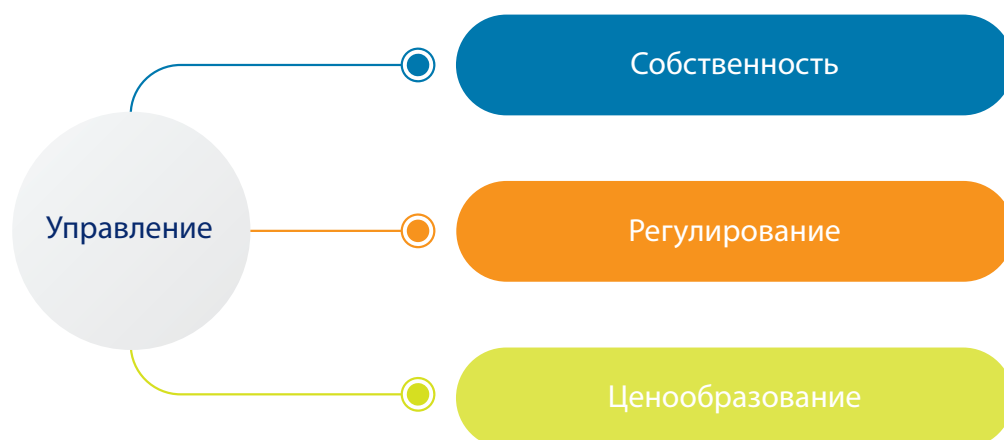 Собственность
Управление
Регулирование
Ценообразование